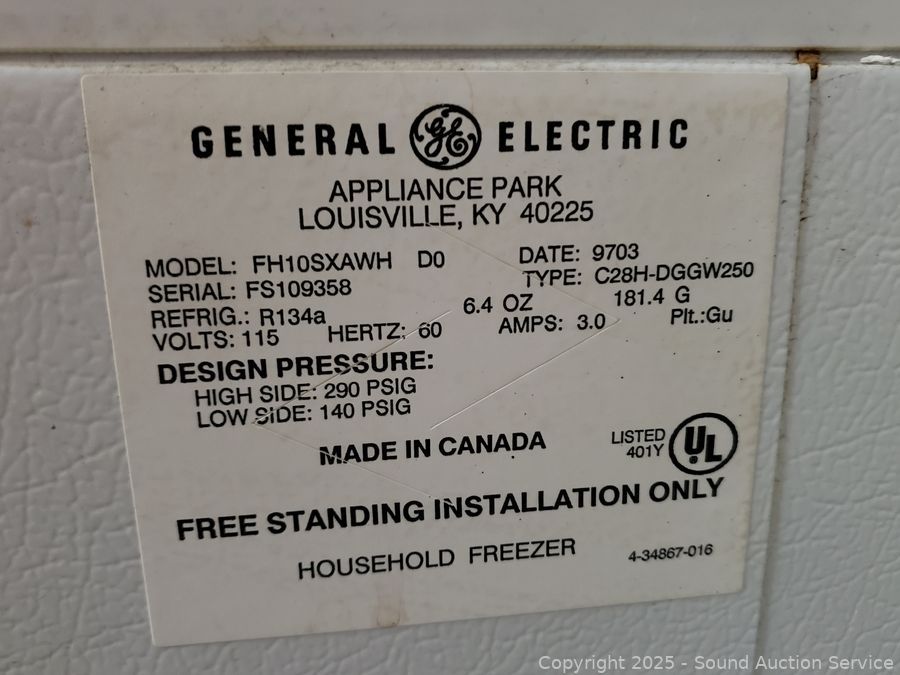 GENERAL GE ELECTRIC
APPLIANCE PARK
LOUISVILLE, KY 40225
MODEL: FH10SXAWH D0 DATE: 9703
SERIAL: FS109358 TYPE: C28H-DGGW250
REFRIG.: R134a 6.4 OZ 181.4 G
VOLTS: 115 HERTZ: 60 AMPS: 3.0 Plt.:Gu
DESIGN PRESSURE:
HIGH SIDE: 290 PSIG
LOW SIDE: 140 PSIG
MADE IN CANADA
LISTED UL
401Y
FREE STANDING INSTALLATION ONLY
HOUSEHOLD FREEZER 4-34867-016
Copyright 2025 - Sound Auction Service